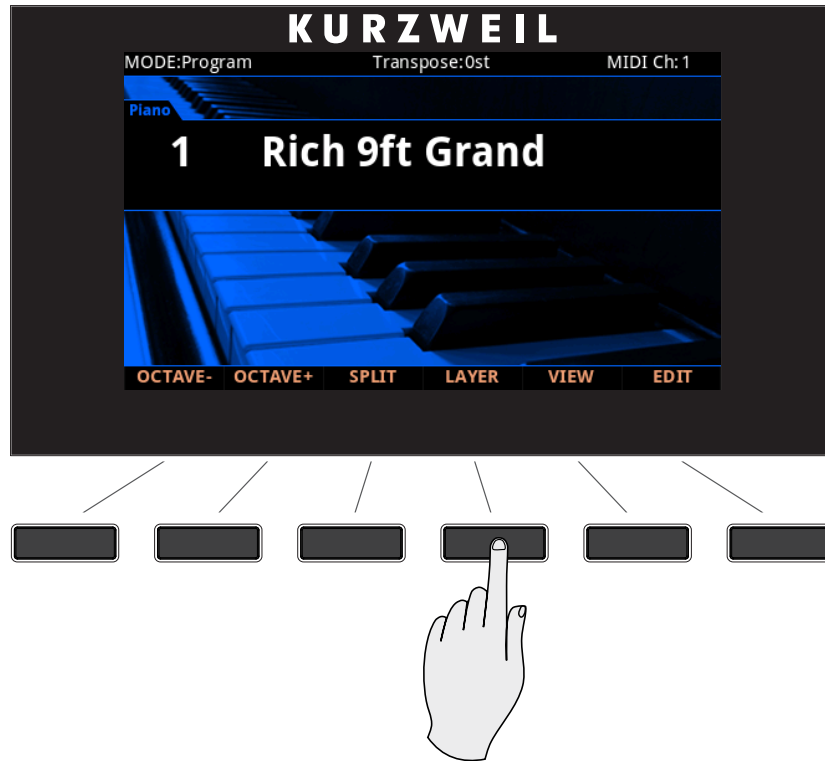 KURZWEIL
MODE:Program Transpose:0st MIDI Ch:1
Piano
1 Rich 9ft Grand
OCTAVE- OCTAVE+ SPLIT LAYER VIEW EDIT